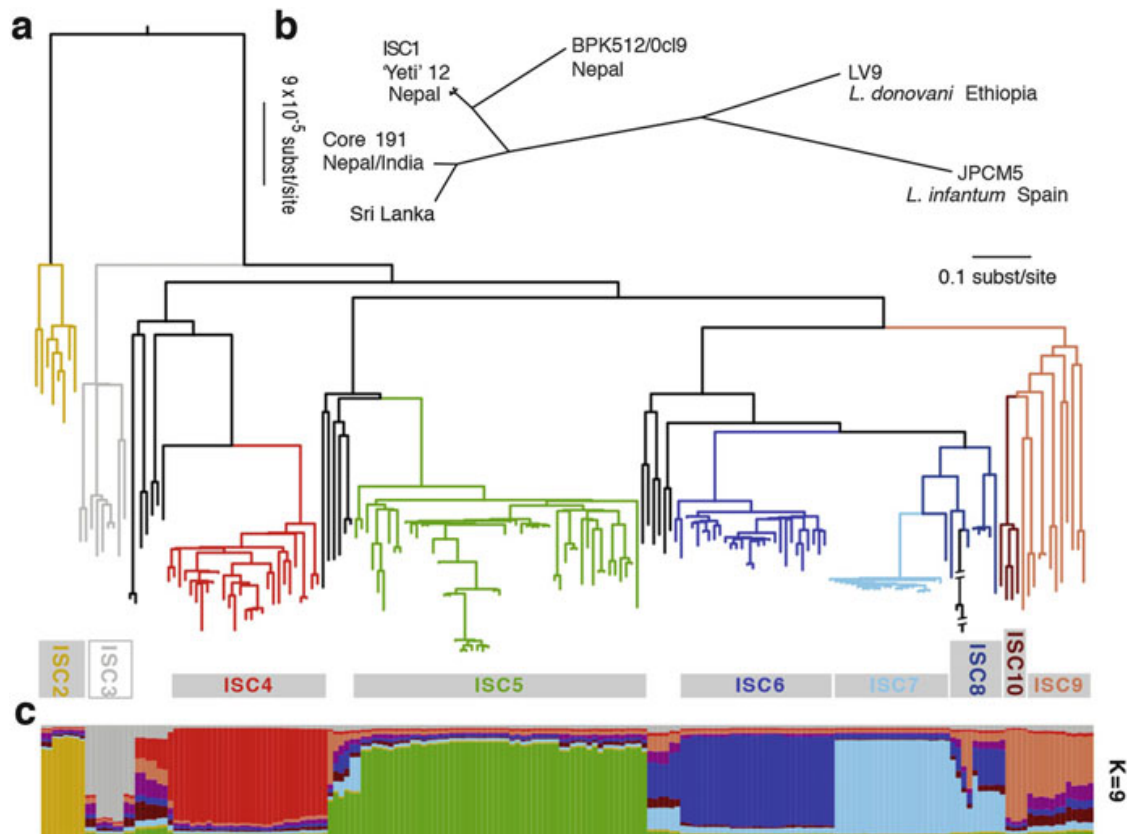 a
b
9 x10⁻⁵ subst/site
ISC1
'Yeti' 12
Nepal
BPK512/0cl9
Nepal
LV9
L. donovani Ethiopia
Core 191
Nepal/India
JPCM5
L. infantum Spain
Sri Lanka
0.1 subst/site
ISC2
ISC3
ISC4
ISC5
ISC6
ISC7
ISC8
ISC10
ISC9
c
K=9